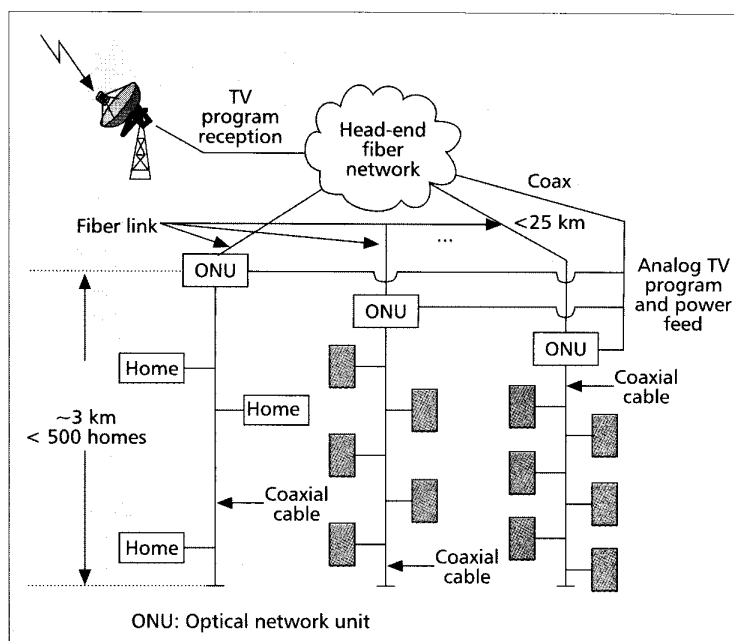 TV
program
reception
Head-end
fiber
network
Coax
Fiber link
<25 km
...
ONU
ONU
ONU
Analog TV
program
and power
feed
Home
Home
Home
~3 km
< 500 homes
Coaxial
cable
Coaxial
cable
Coaxial
cable
ONU: Optical network unit